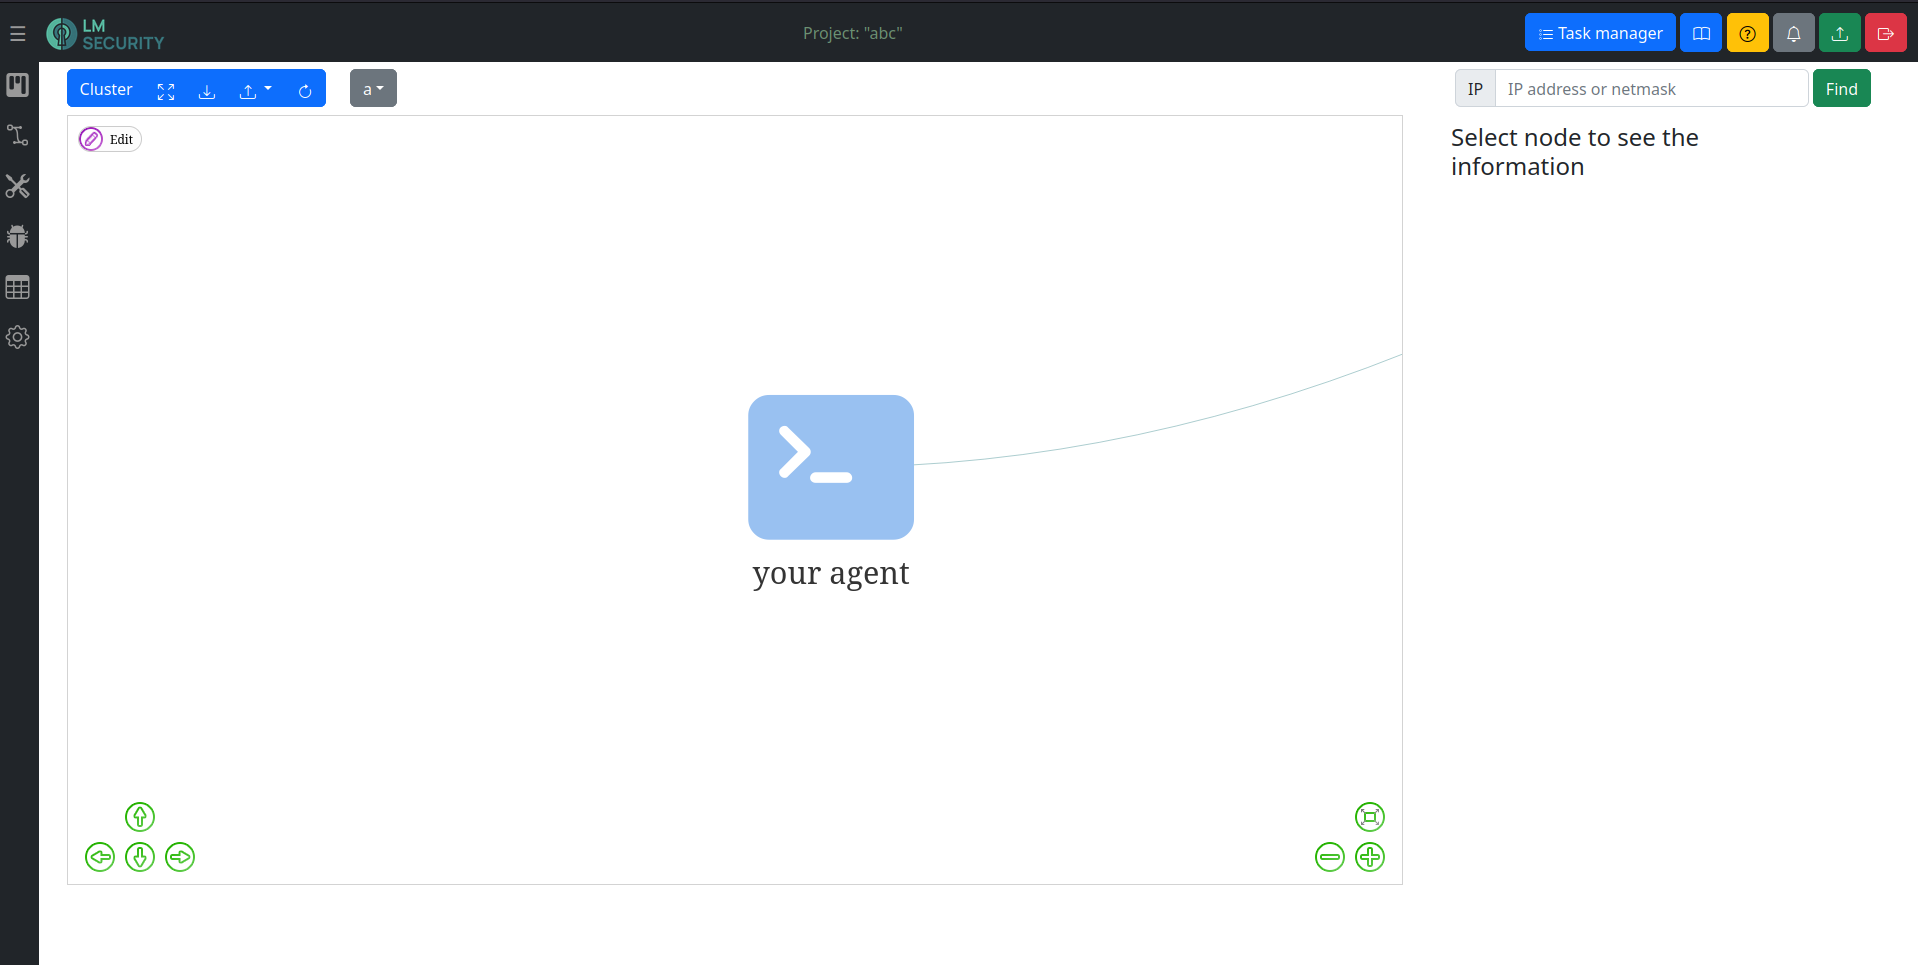 LM
SECURITY
Project: "abc"
Task manager
Cluster
a
IP
IP address or netmask
Find
Edit
Select node to see the
information
your agent